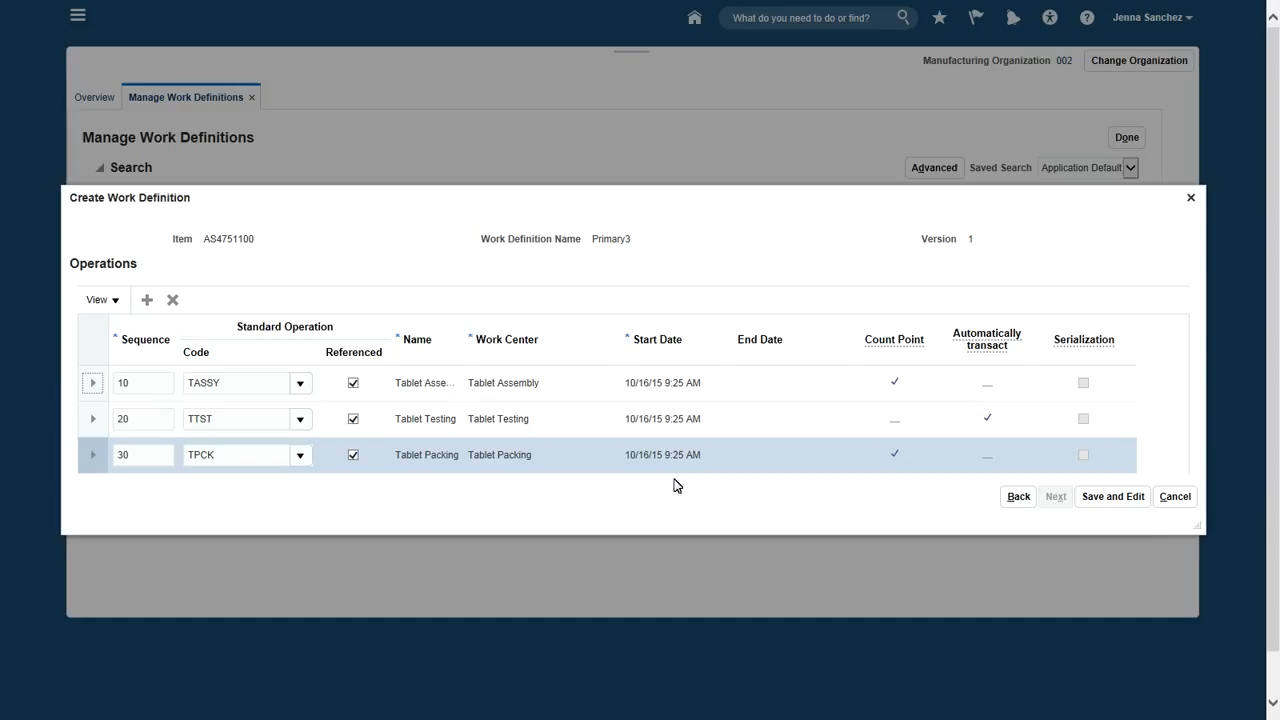 What do you need to do or find?
Jenna Sanchez
Manufacturing Organization 002 Change Organization
Overview Manage Work Definitions ×
Manage Work Definitions Done
Search Advanced Saved Search Application Default
Create Work Definition ×
Item AS4751100 Work Definition Name Primary3 Version 1
Operations
View
* Sequence Standard Operation * Name * Work Center * Start Date End Date Count Point Automatically transact Serialization
Code Referenced
10 TASSY Tablet Asse... Tablet Assembly 10/16/15 9:25 AM
20 TTST Tablet Testing Tablet Testing 10/16/15 9:25 AM
30 TPCK Tablet Packing Tablet Packing 10/16/15 9:25 AM
Back Next Save and Edit Cancel